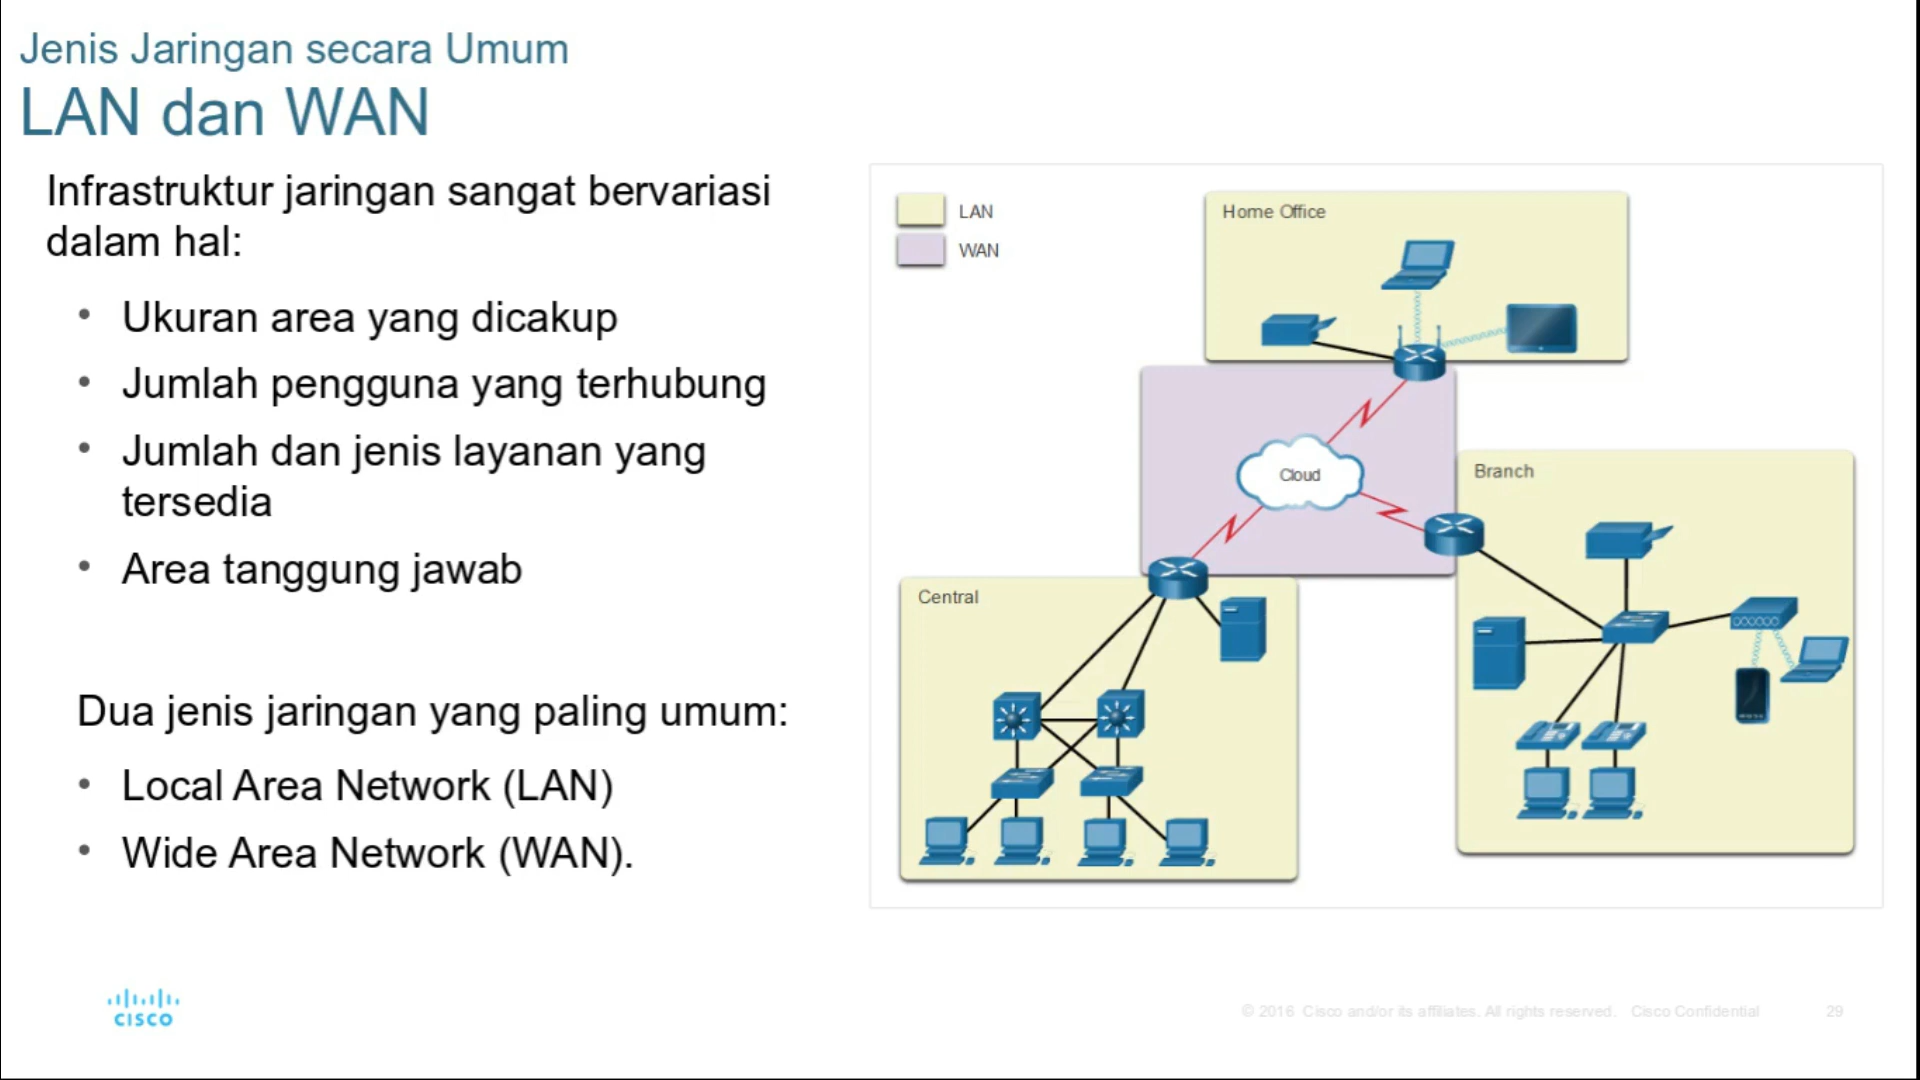 Jenis Jaringan secara Umum
LAN dan WAN
Infrastruktur jaringan sangat bervariasi
dalam hal:
• Ukuran area yang dicakup
• Jumlah pengguna yang terhubung
• Jumlah dan jenis layanan yang
tersedia
• Area tanggung jawab
Dua jenis jaringan yang paling umum:
• Local Area Network (LAN)
• Wide Area Network (WAN).
LAN
WAN
Home Office
Cloud
Branch
Central
CISCO
© 2016 Cisco and/or its affiliates. All rights reserved. Cisco Confidential
29